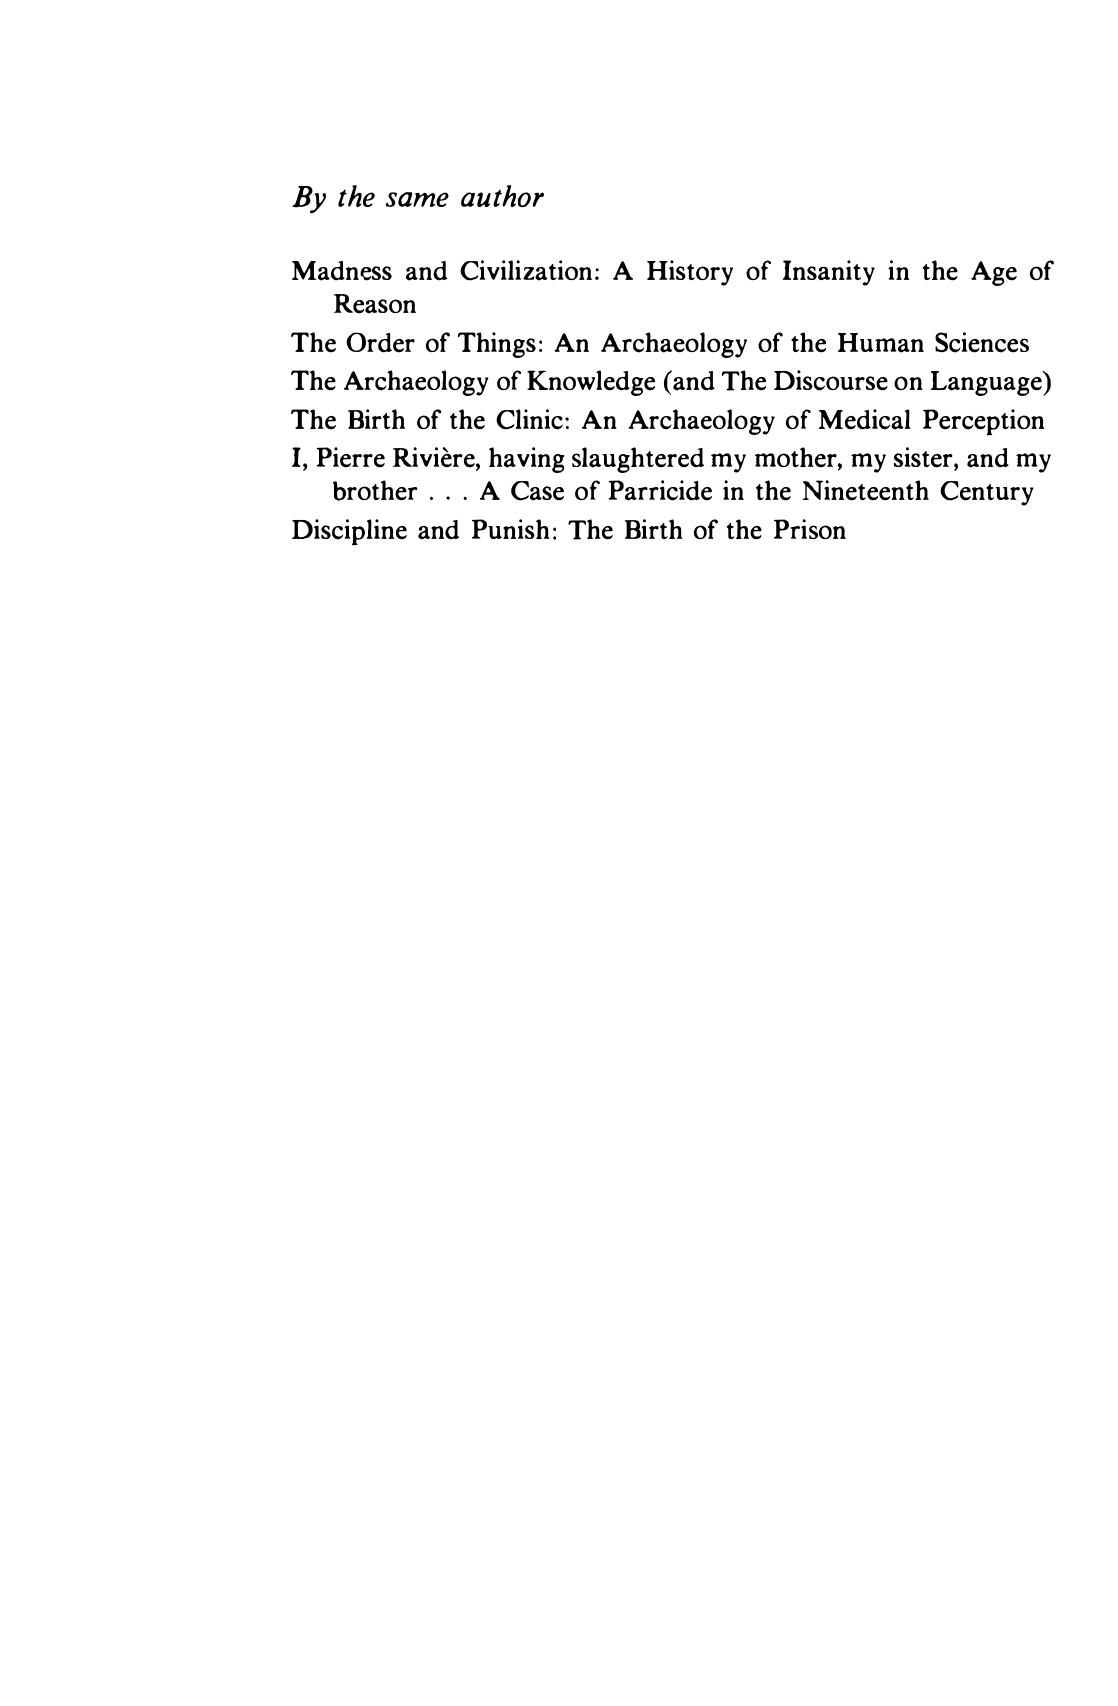 By the same author
Madness and Civilization: A History of Insanity in the Age of
Reason
The Order of Things: An Archaeology of the Human Sciences
The Archaeology of Knowledge (and The Discourse on Language)
The Birth of the Clinic: An Archaeology of Medical Perception
I, Pierre Rivière, having slaughtered my mother, my sister, and my
brother . . . A Case of Parricide in the Nineteenth Century
Discipline and Punish: The Birth of the Prison